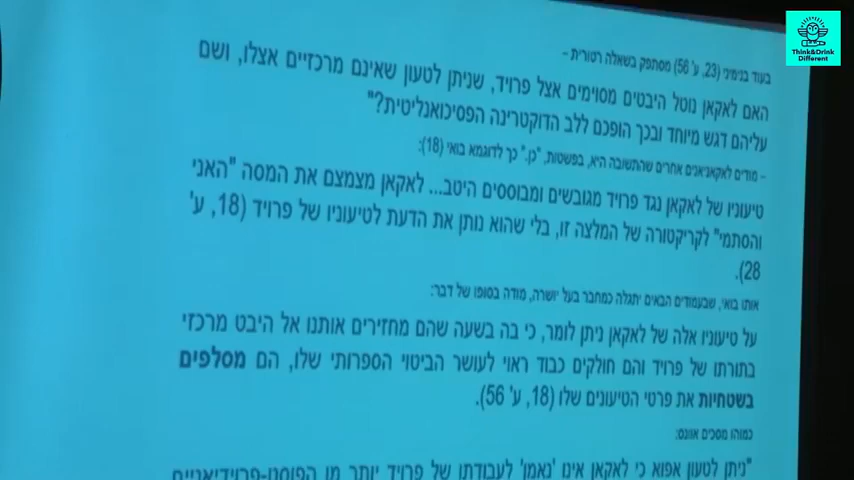 Think&Drink
Different
בעוד בנימיני (23, ע' 56) מסתפק בשאלה רטורית –
האם לאקאן נוטל היבטים מסוימים אצל פרויד, שניתן לטעון שאינם מרכזיים אצלו, ושם
עליהם דגש מיוחד ובכך הופכם ללב הדוקטרינה הפסיכואנליטית?"
– מודים לאקאניאנים אחרים שהתשובה היא, בפשטות, "כן." כך לדוגמא בואי (18):
טיעוניו של לאקאן נגד פרויד מגובשים ומבוססים היטב... לאקאן מצמצם את המסה "האני
והסתמי" לקריקטורה של המלצה זו, בלי שהוא נותן את הדעת לטיעוניו של פרויד (18, ע'
28).
אותו בואי, שבעמודים הבאים יתגלה כמחבר בעל יושרה, מודה בסופו של דבר:
על טיעוניו אלה של לאקאן ניתן לומר, כי בה בשעה שהם מחזירים אותנו אל היבט מרכזי
בתורתו של פרויד והם חולקים כבוד ראוי לעושר הביטוי הספרותי שלו, הם מסלפים
בשטחיות את פרטי הטיעונים שלו (18, ע' 56).
כמוהו מסכים אוונס:
"ניתן לטעון אפוא כי לאקאן אינו 'נאמן' לעבודתו של פרויד יותר מן הפוסט-פרוידיאניים